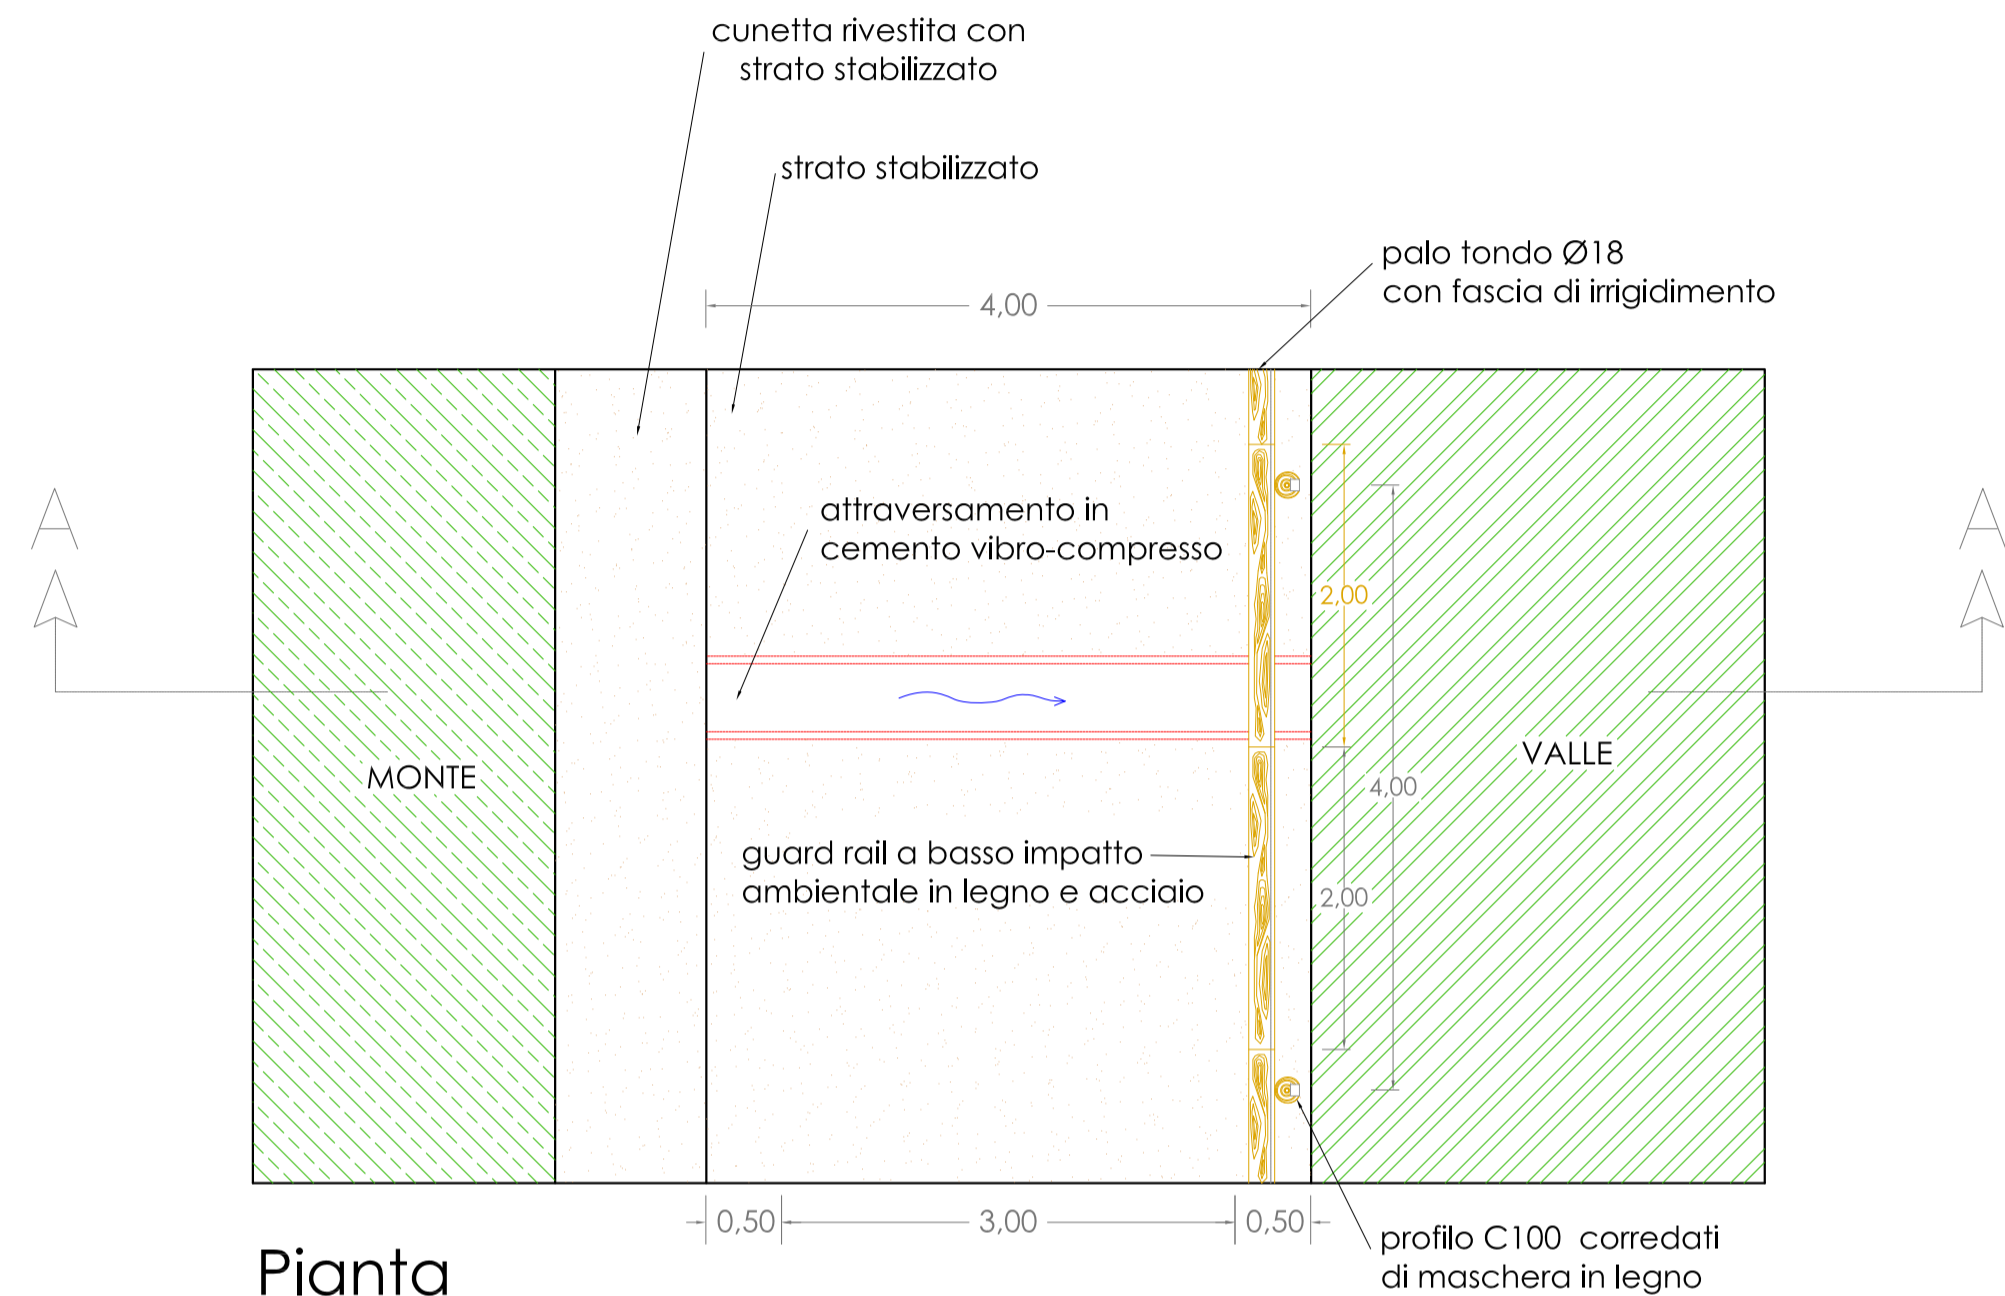 cunetta rivestita con
strato stabilizzato
strato stabilizzato
palo tondo Ø18
con fascia di irrigidimento
4,00
A
A
attraversamento in
cemento vibro-compresso
2,00
MONTE
VALLE
4,00
guard rail a basso impatto
ambientale in legno e acciaio
2,00
0,50
3,00
0,50
profilo C100 corredati
di maschera in legno
Pianta